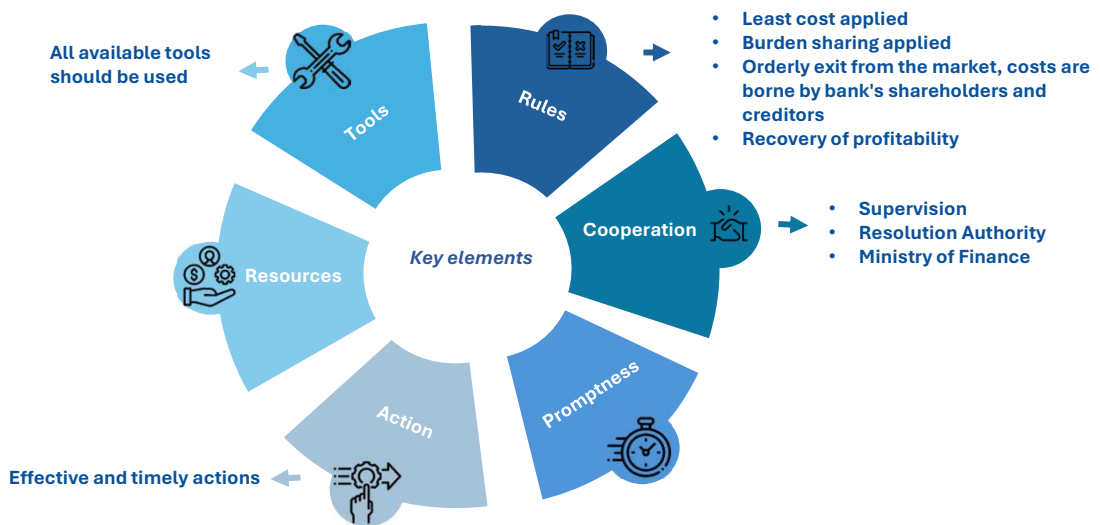 All available tools
should be used
Tools
Rules
• Least cost applied
• Burden sharing applied
• Orderly exit from the market, costs are
borne by bank's shareholders and
creditors
• Recovery of profitability
Cooperation
• Supervision
• Resolution Authority
• Ministry of Finance
Key elements
Resources
$
Promptness
Action
Effective and timely actions